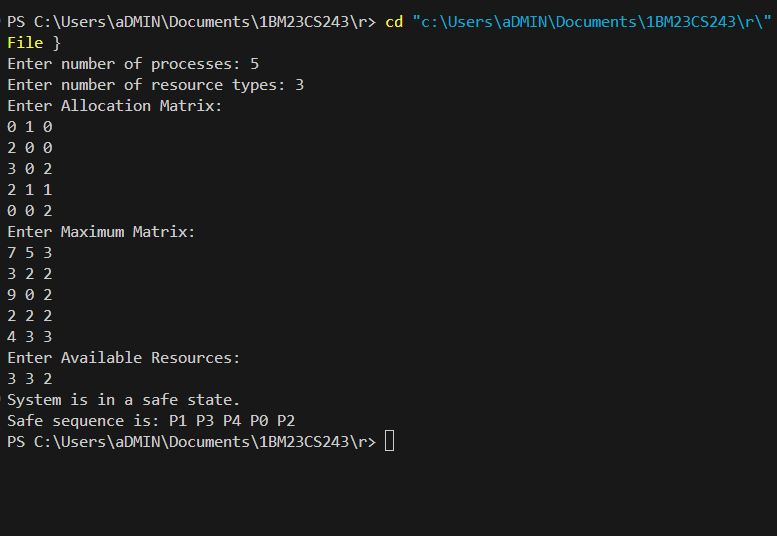 PS C:\Users\aDMIN\Documents\1BM23CS243\r> cd "c:\Users\aDMIN\Documents\1BM23CS243\r\"
File }
Enter number of processes: 5
Enter number of resource types: 3
Enter Allocation Matrix:
0 1 0
2 0 0
3 0 2
2 1 1
0 0 2
Enter Maximum Matrix:
7 5 3
3 2 2
9 0 2
2 2 2
4 3 3
Enter Available Resources:
3 3 2
System is in a safe state.
Safe sequence is: P1 P3 P4 P0 P2
PS C:\Users\aDMIN\Documents\1BM23CS243\r>